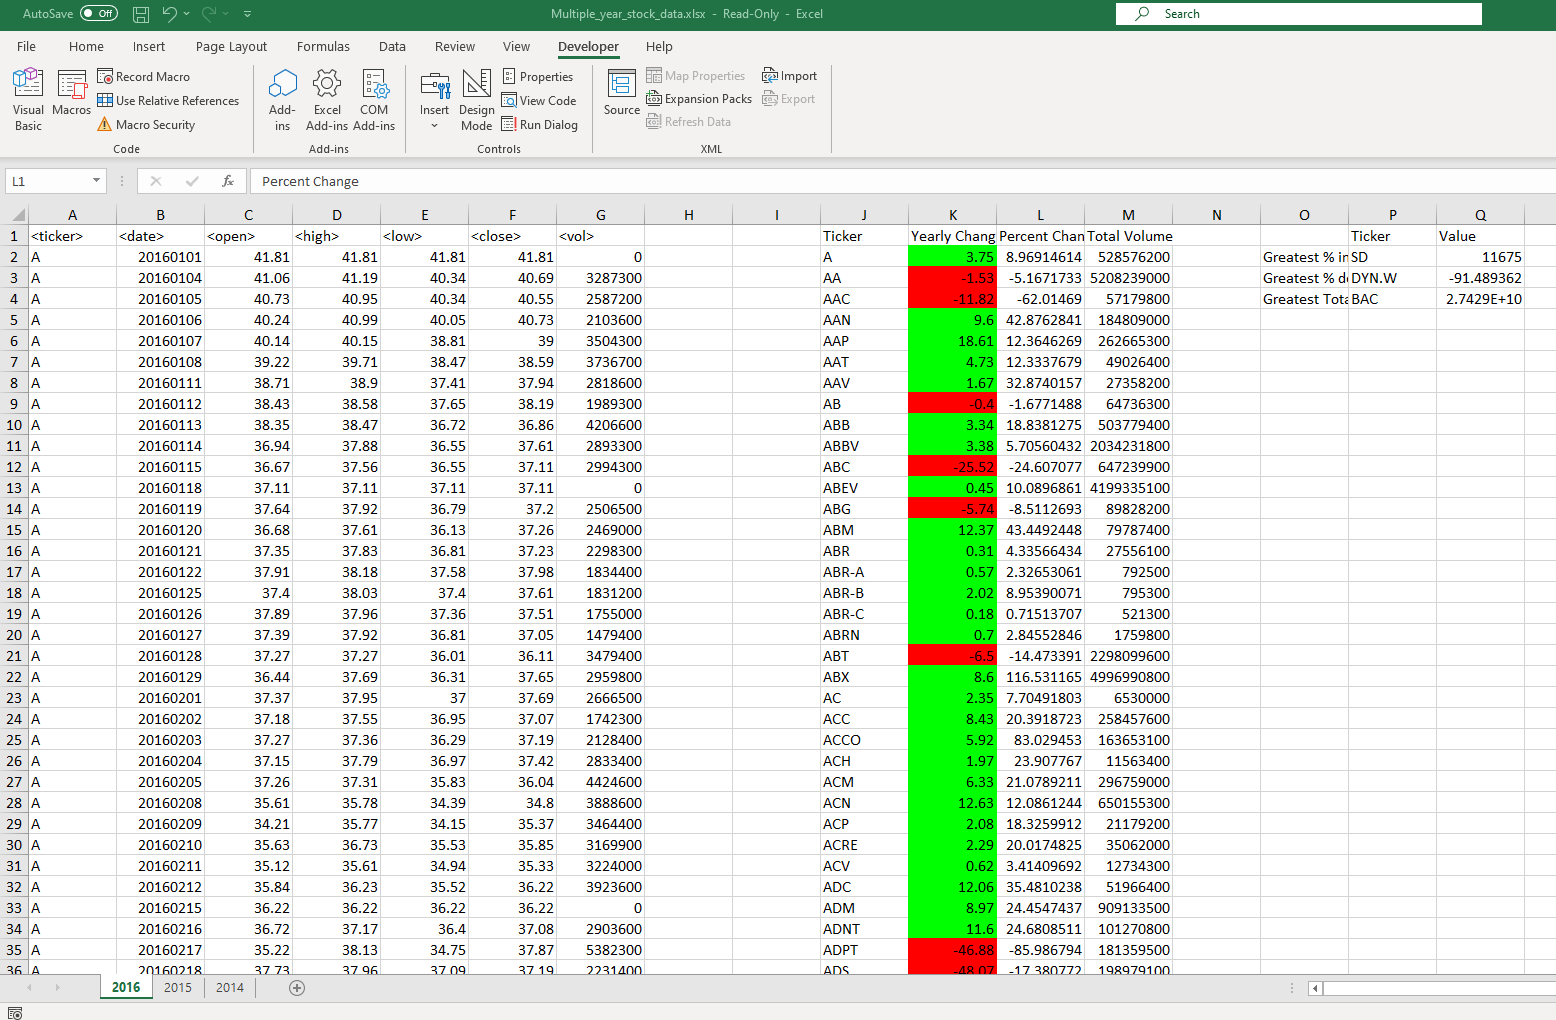 AutoSave Off Multiple_year_stock_data.xlsx - Read-Only - Excel Search
File Home Insert Page Layout Formulas Data Review View Developer Help
Visual Basic
Macros
Record Macro
Use Relative References
Macro Security
Code
Add-ins
Excel Add-ins
COM Add-ins
Add-ins
Insert
Design Mode
Properties
View Code
Run Dialog
Controls
Source
Map Properties
Expansion Packs
Refresh Data
Import
Export
XML
L1 fx Percent Change
A B C D E F G H I J K L M N O P Q
1 <ticker> <date> <open> <high> <low> <close> <vol> Ticker Yearly Chang Percent Chan Total Volume Ticker Value
2 A 20160101 41.81 41.81 41.81 41.81 0 A 3.75 8.96914614 528576200 Greatest % in SD 11675
3 A 20160104 41.06 41.19 40.34 40.69 3287300 AA -1.53 -5.1671733 5208239000 Greatest % de DYN.W -91.489362
4 A 20160105 40.73 40.95 40.34 40.55 2587200 AAC -11.82 -62.01469 57179800 Greatest Tota BAC 2.7429E+10
5 A 20160106 40.24 40.99 40.05 40.73 2103600 AAN 9.6 42.8762841 184809000
6 A 20160107 40.14 40.15 38.81 39 3504300 AAP 18.61 12.3646269 262665300
7 A 20160108 39.22 39.71 38.47 38.59 3736700 AAT 4.73 12.3337679 49026400
8 A 20160111 38.71 38.9 37.41 37.94 2818600 AAV 1.67 32.8740157 27358200
9 A 20160112 38.43 38.58 37.65 38.19 1989300 AB -0.4 -1.6771488 64736300
10 A 20160113 38.35 38.47 36.72 36.86 4206600 ABB 3.34 18.8381275 503779400
11 A 20160114 36.94 37.88 36.55 37.61 2893300 ABBV 3.38 5.70560432 2034231800
12 A 20160115 36.67 37.56 36.55 37.11 2994300 ABC -25.52 -24.607077 647239900
13 A 20160118 37.11 37.11 37.11 37.11 0 ABEV 0.45 10.0896861 4199335100
14 A 20160119 37.64 37.92 36.79 37.2 2506500 ABG -5.74 -8.5112693 89828200
15 A 20160120 36.68 37.61 36.13 37.26 2469000 ABM 12.37 43.4492448 79787400
16 A 20160121 37.35 37.83 36.81 37.23 2298300 ABR 0.31 4.33566434 27556100
17 A 20160122 37.91 38.18 37.58 37.98 1834400 ABR-A 0.57 2.32653061 792500
18 A 20160125 37.4 38.03 37.4 37.61 1831200 ABR-B 2.02 8.95390071 795300
19 A 20160126 37.89 37.96 37.36 37.51 1755000 ABR-C 0.18 0.71513707 521300
20 A 20160127 37.39 37.92 36.81 37.05 1479400 ABRN 0.7 2.84552846 1759800
21 A 20160128 37.27 37.27 36.01 36.11 3479400 ABT -6.5 -14.473391 2298099600
22 A 20160129 36.44 37.69 36.31 37.65 2959800 ABX 8.6 116.531165 4996990800
23 A 20160201 37.37 37.95 37 37.69 2666500 AC 2.35 7.70491803 6530000
24 A 20160202 37.18 37.55 36.95 37.07 1742300 ACC 8.43 20.3918723 258457600
25 A 20160203 37.27 37.36 36.29 37.19 2128400 ACCO 5.92 83.029453 163653100
26 A 20160204 37.15 37.79 36.97 37.42 2833400 ACH 1.97 23.907767 11563400
27 A 20160205 37.26 37.31 35.83 36.04 4424600 ACM 6.33 21.0789211 296759000
28 A 20160208 35.61 35.78 34.39 34.8 3888600 ACN 12.63 12.0861244 650155300
29 A 20160209 34.21 35.77 34.15 35.37 3464400 ACP 2.08 18.3259912 21179200
30 A 20160210 35.63 36.73 35.53 35.85 3169900 ACRE 2.29 20.0174825 35062000
31 A 20160211 35.12 35.61 34.94 35.33 3224000 ACV 0.62 3.41409692 12734300
32 A 20160212 35.84 36.23 35.52 36.22 3923600 ADC 12.06 35.4810238 51966400
33 A 20160215 36.22 36.22 36.22 36.22 0 ADM 8.97 24.4547437 909133500
34 A 20160216 36.72 37.17 36.4 37.08 2903600 ADNT 11.6 24.6808511 101270800
35 A 20160217 35.22 38.13 34.75 37.87 5382300 ADPT -46.88 -85.986794 181359500
36 A 20160218 37.73 37.96 37.09 37.19 2231400 ADS -48.07 -17.380772 198979100
2016 2015 2014